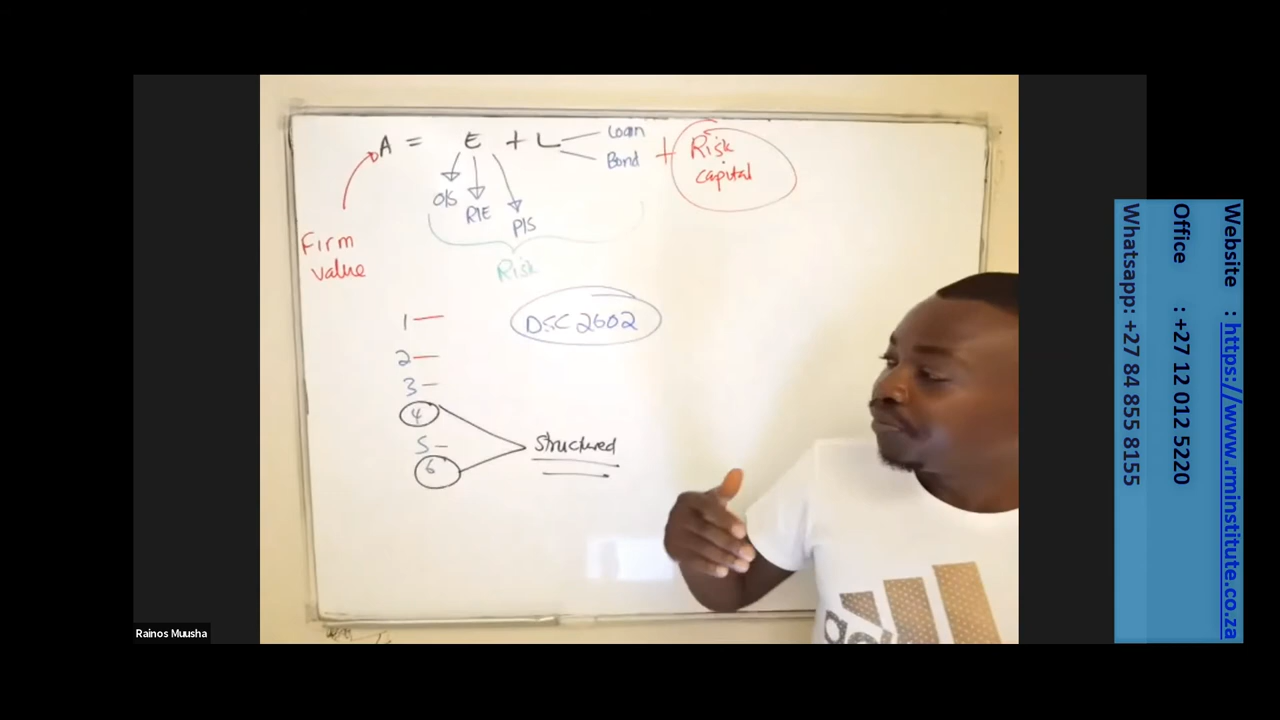 A = E + L
Loan
Bond
+ Risk
capital
O/S
R/E
P/S
Firm
value
Risk
DSC 2602
1 —
2 —
3 —
4
5 —
6
Structured
Rainos Muusha
Website : https://www.rminstitute.co.za
Office : +27 12 012 5220
Whatsapp: +27 84 855 8155